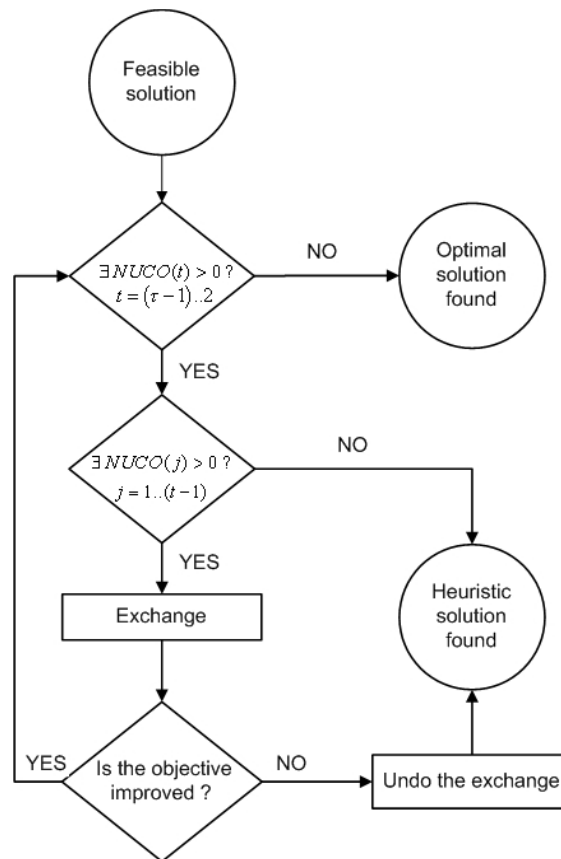 Feasible
solution
∃ NUCO(t) > 0 ?
t = (τ − 1)..2
NO
Optimal
solution
found
YES
∃ NUCO(j) > 0 ?
j = 1..(t − 1)
NO
YES
Exchange
Heuristic
solution
found
YES
Is the objective
improved ?
NO
Undo the exchange